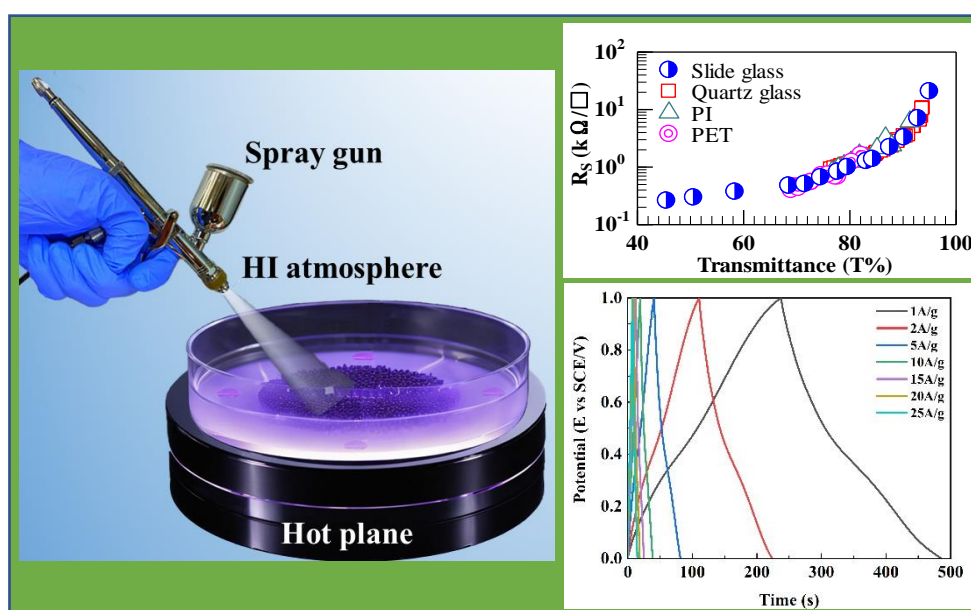 Spray gun
HI atmosphere
Hot plane
10²
10¹
10⁰
10⁻¹
Rₛ (k Ω/□)
Slide glass
Quartz glass
PI
PET
40
60
80
100
Transmittance (T%)
1.0
0.8
0.6
0.4
0.2
0.0
Potential (E vs SCE/V)
1A/g
2A/g
5A/g
10A/g
15A/g
20A/g
25A/g
0
100
200
300
400
500
Time (s)